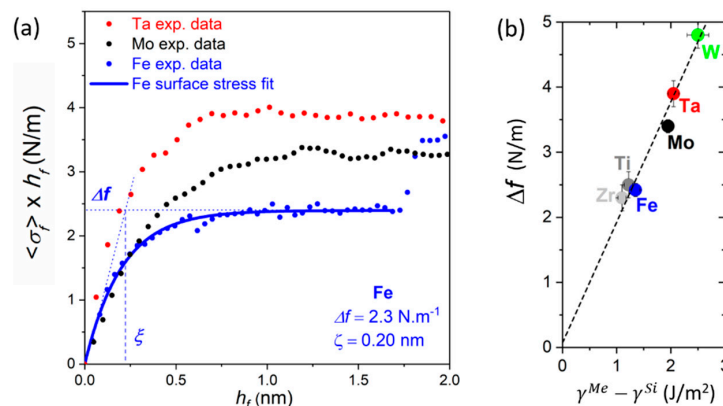 (a)
Ta exp. data
Mo exp. data
Fe exp. data
Fe surface stress fit
<σf> x hf (N/m)
5
4
3
2
1
0
Δf
ξ
Fe
Δf = 2.3 N.m⁻¹
ζ = 0.20 nm
0.0 0.5 1.0 1.5 2.0
hf (nm)
(b)
Δf (N/m)
5
4
3
2
1
0
W
Ta
Mo
Ti
Zr
Fe
0 1 2 3
γᴹᵉ – γˢⁱ (J/m²)